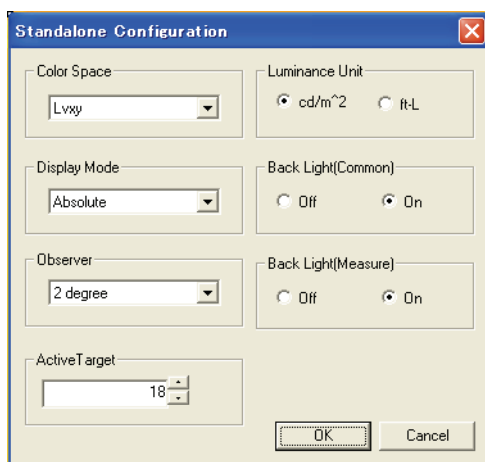 Standalone Configuration
Color Space
Lvxy
Luminance Unit
cd/m^2 ft-L
Display Mode
Absolute
Back Light(Common)
Off On
Observer
2 degree
Back Light(Measure)
Off On
ActiveTarget
18
OK Cancel